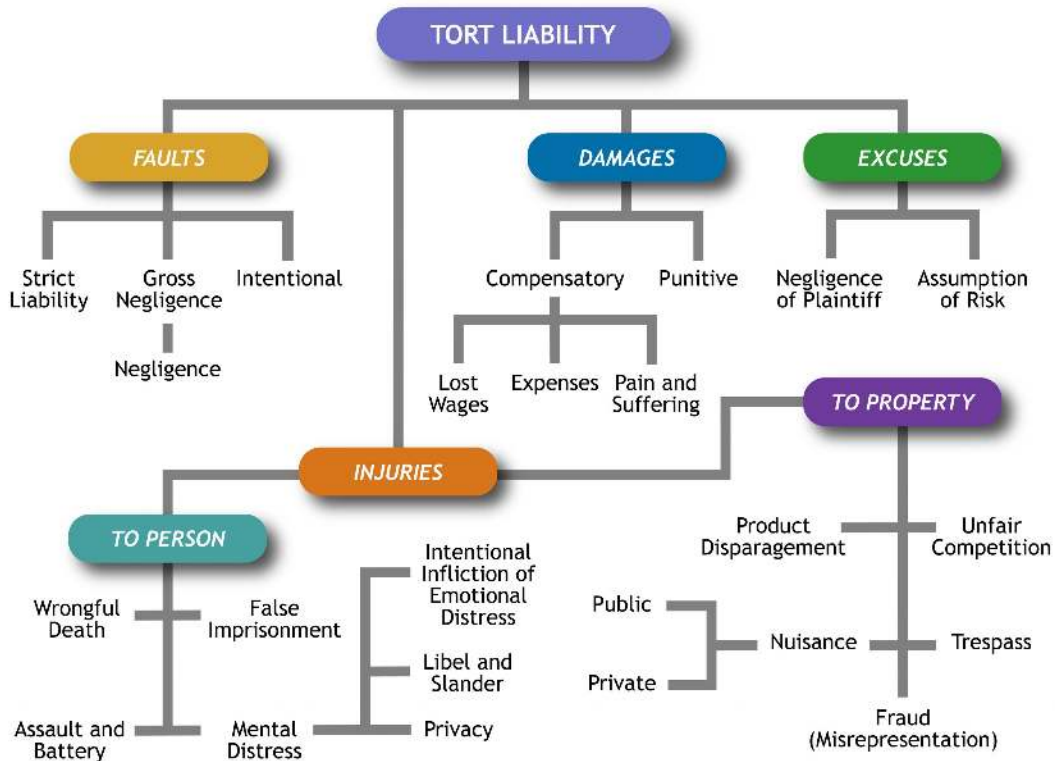 TORT LIABILITY
FAULTS
DAMAGES
EXCUSES
Strict
Liability
Gross
Negligence
Intentional
Negligence
Compensatory
Punitive
Lost
Wages
Expenses
Pain and
Suffering
Negligence
of Plaintiff
Assumption
of Risk
INJURIES
TO PERSON
Wrongful
Death
False
Imprisonment
Assault and
Battery
Mental
Distress
Intentional
Infliction of
Emotional
Distress
Libel and
Slander
Privacy
TO PROPERTY
Product
Disparagement
Unfair
Competition
Public
Private
Nuisance
Trespass
Fraud
(Misrepresentation)